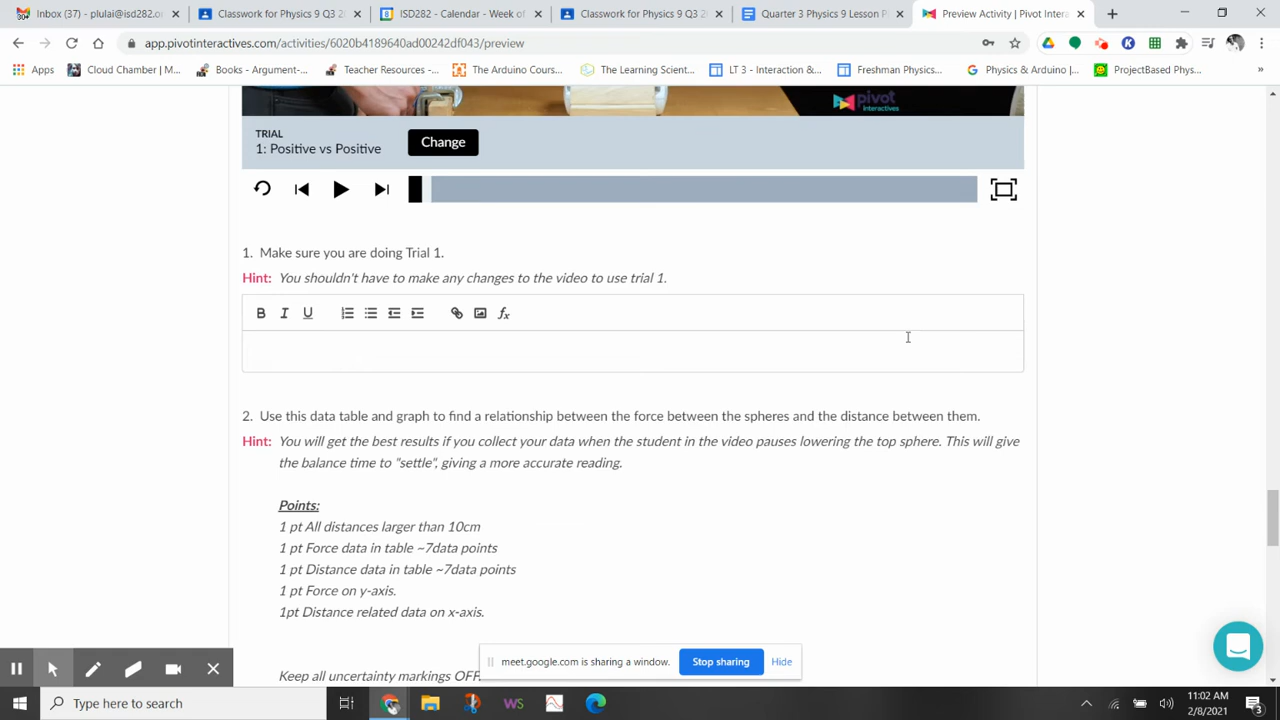 Inbox (37) - plulai@isd282.or
Classwork for Positive 9 Q3 2
ISD282 - Calendar - Week of
Classwork for Physics 9 Q3
Quarter 3 Physics 9 Lesson P
Preview Activity | Pivot Intera
app.pivotinteractives.com/activities/6020b4189640ad00242df043/preview
Apps
Cloud Chamber | M...
Books - Argument-...
Teacher Resources -...
The Arduino Cours...
The Learning Scient...
LT 3 - Interaction &...
Freshman Physics...
Physics & Arduino |...
ProjectBased Phys...
»
pivot
interactives
TRIAL
1: Positive vs Positive
Change
1. Make sure you are doing Trial 1.
Hint: You shouldn't have to make any changes to the video to use trial 1.
B I U fx
2. Use this data table and graph to find a relationship between the force between the spheres and the distance between them.
Hint: You will get the best results if you collect your data when the student in the video pauses lowering the top sphere. This will give
the balance time to "settle", giving a more accurate reading.
Points:
1 pt All distances larger than 10cm
1 pt Force data in table ~7data points
1 pt Distance data in table ~7data points
1 pt Force on y-axis.
1pt Distance related data on x-axis.
Keep all uncertainty markings OFF.
meet.google.com is sharing a window.
Stop sharing
Hide
Type here to search
WS
11:02 AM
2/8/2021
3